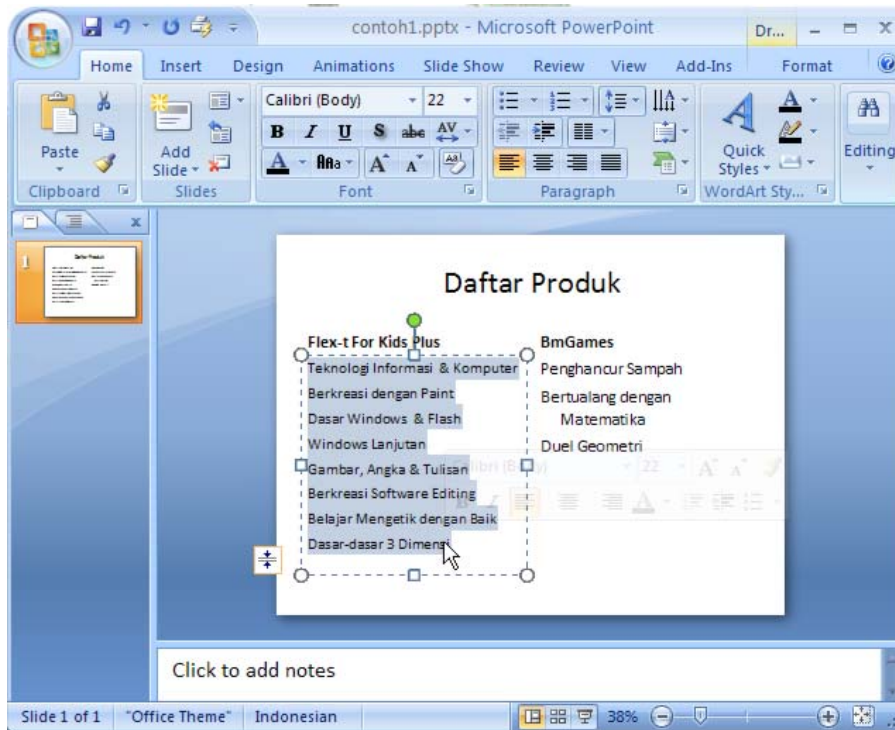 contoh1.pptx - Microsoft PowerPoint
Dr...
Home Insert Design Animations Slide Show Review View Add-Ins Format
Calibri (Body) 22
B I U S abe AV
A Aa A A
Paste
Add Slide
Quick Styles
Editing
Clipboard Slides Font Paragraph WordArt Sty...
1
Daftar Produk
Flex-t For Kids Plus
Teknologi Informasi & Komputer
Berkreasi dengan Paint
Dasar Windows & Flash
Windows Lanjutan
Gambar, Angka & Tulisan
Berkreasi Software Editing
Belajar Mengetik dengan Baik
Dasar-dasar 3 Dimensi
BmGames
Penghancur Sampah
Bertualang dengan
Matematika
Duel Geometri
Click to add notes
Slide 1 of 1 "Office Theme" Indonesian 38%